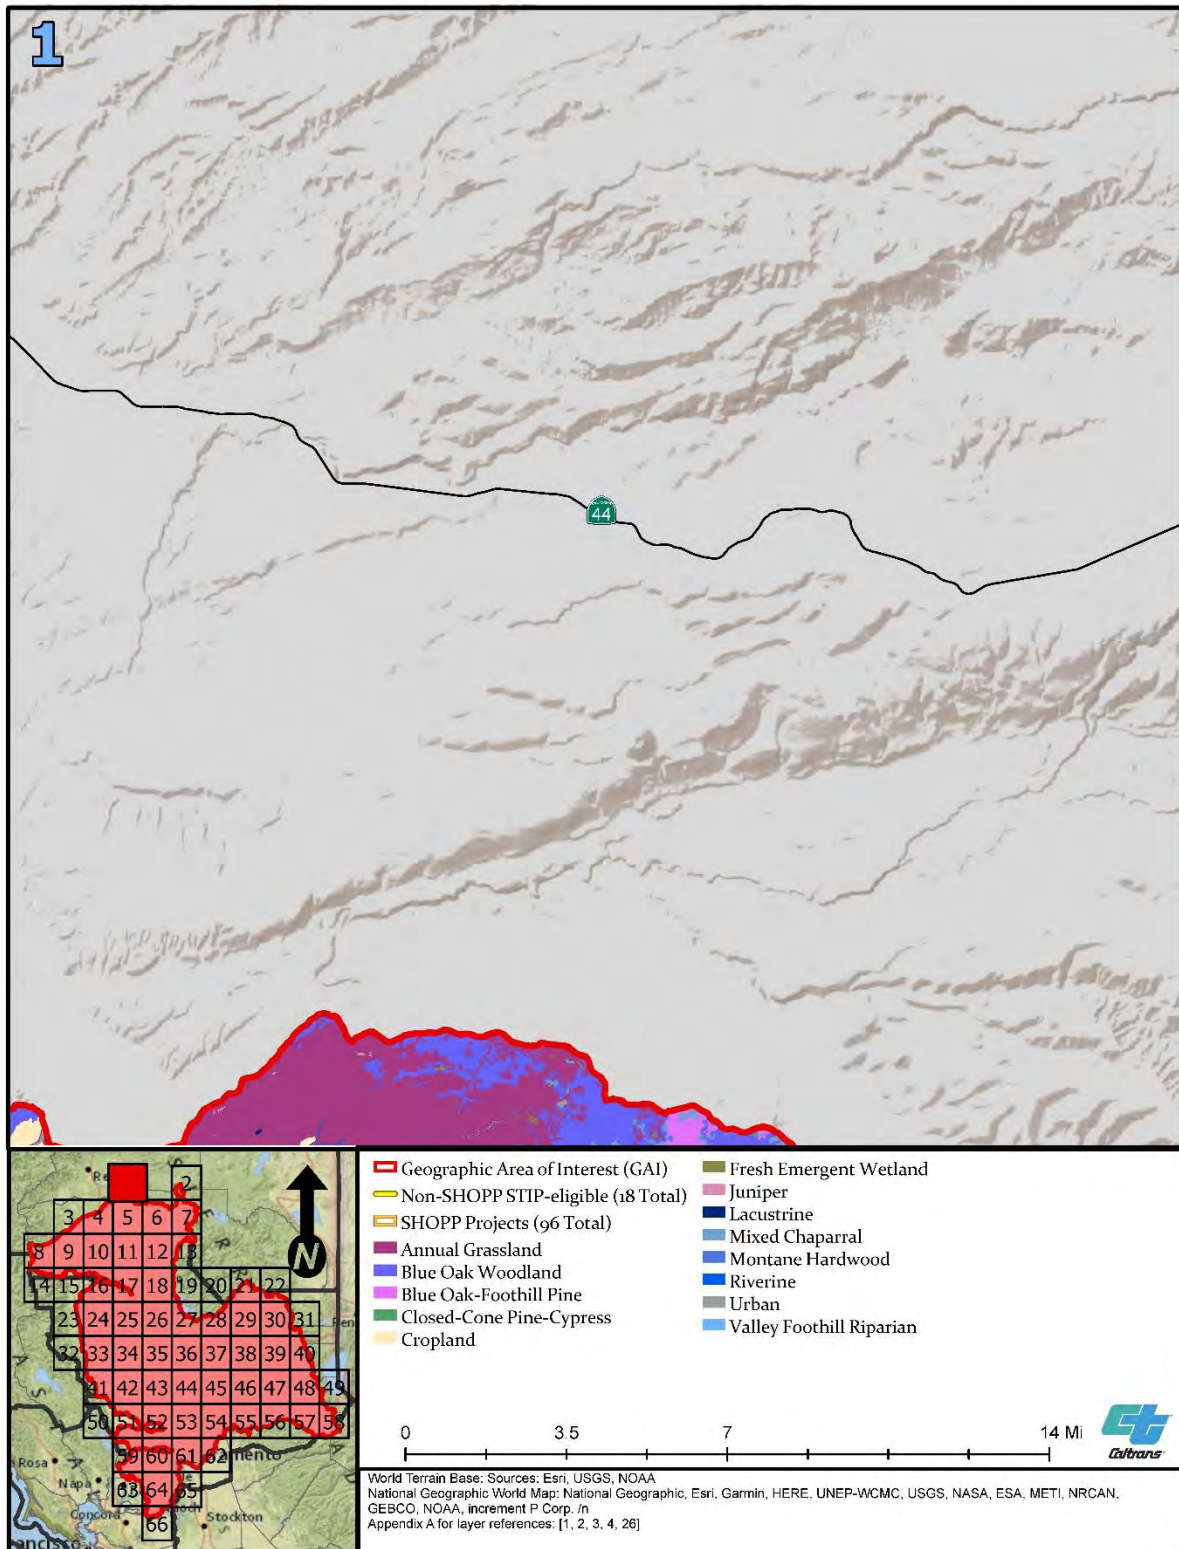 1
44
Re
2
3 4 5 6 7
8 9 10 11 12 13
14 15 16 17 18 19 20 21 22
23 24 25 26 27 28 29 30 31
32 33 34 35 36 37 38 39 40
41 42 43 44 45 46 47 48 49
50 51 52 53 54 55 56 57 58
59 60 61 62 amento
a Rosa
Napa
63 64 65
Concord
Stockton
66
ancisco
N
Geographic Area of Interest (GAI)
Non-SHOPP STIP-eligible (18 Total)
SHOPP Projects (96 Total)
Annual Grassland
Blue Oak Woodland
Blue Oak-Foothill Pine
Closed-Cone Pine-Cypress
Cropland
Fresh Emergent Wetland
Juniper
Lacustrine
Mixed Chaparral
Montane Hardwood
Riverine
Urban
Valley Foothill Riparian
0 3.5 7 14 Mi
Caltrans
World Terrain Base: Sources: Esri, USGS, NOAA
National Geographic World Map: National Geographic, Esri, Garmin, HERE, UNEP-WCMC, USGS, NASA, ESA, METI, NRCAN,
GEBCO, NOAA, increment P Corp. /n
Appendix A for layer references: [1, 2, 3, 4, 26]